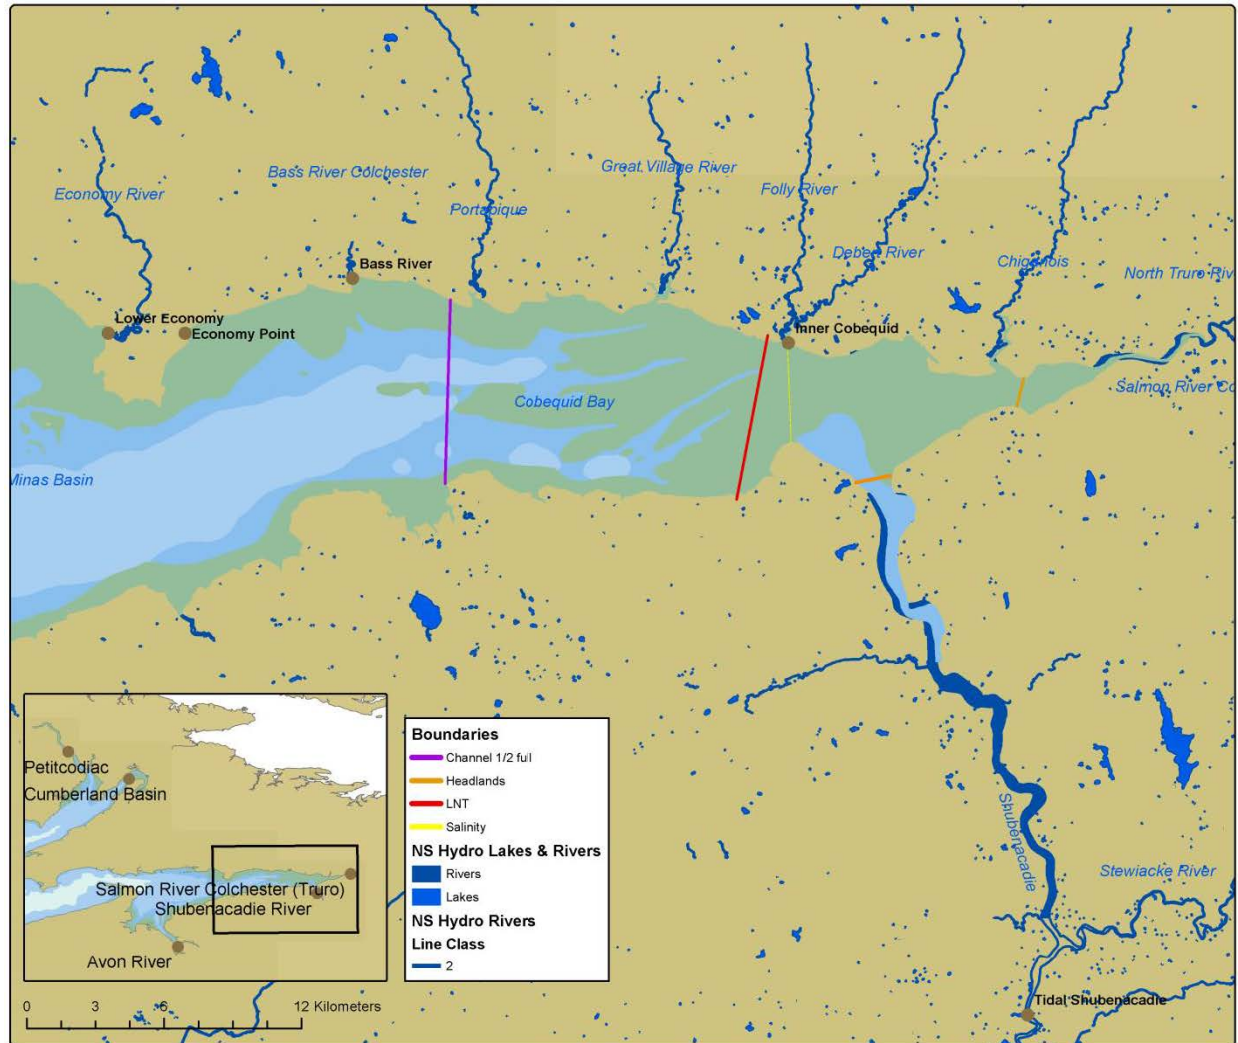 Economy River
Bass River Colchester
Portapique
Great Village River
Folly River
Debert River
Chiganois
North Truro Riv
Bass River
Lower Economy
Economy Point
Inner Cobequid
Salmon River Co
Cobequid Bay
Minas Basin
Shubenacadie
Stewiacke River
Tidal Shubenacadie
Petitcodiac
Cumberland Basin
Salmon River Colchester (Truro)
Shubenacadie River
Avon River
0 3 6 12 Kilometers
Boundaries
Channel 1/2 full
Headlands
LNT
Salinity
NS Hydro Lakes & Rivers
Rivers
Lakes
NS Hydro Rivers
Line Class
2